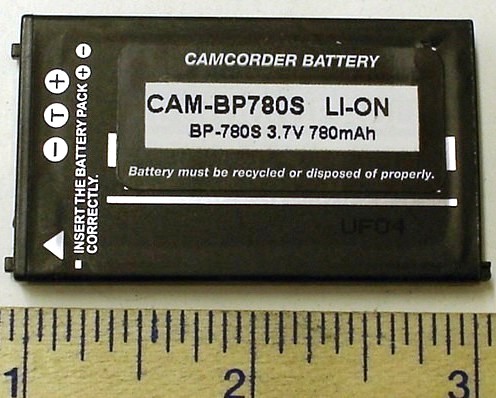 CAMCORDER BATTERY
CAM-BP780S LI-ON
BP-780S 3.7V 780mAh
Battery must be recycled or disposed of properly.
UF04
- T +
INSERT THE BATTERY PACK + -
CORRECTLY.
1 2 3